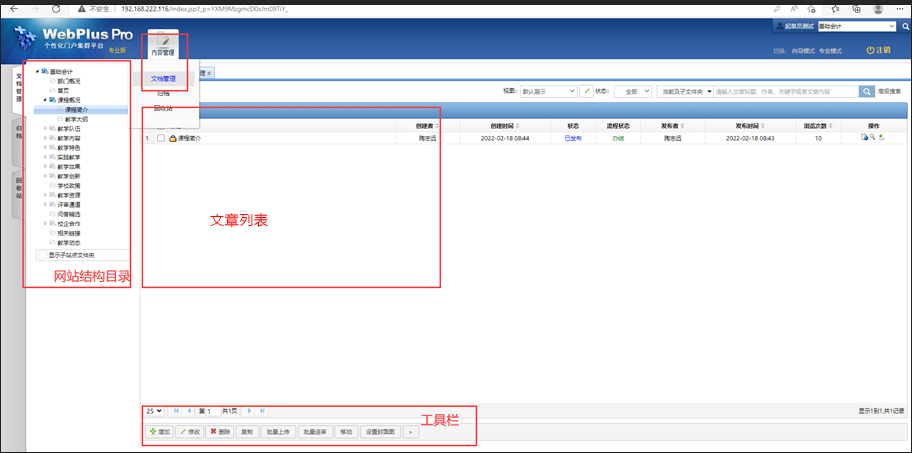 不安全 192.168.222.116/index.jsp?_p=YXM9MzgmcD0xJm09TiY_
WebPlus Pro
个性化门户集群平台
专业版
内容管理
起草员测试 基础会计
切换: 向导模式 专业模式 注销
文档管理
归档
回收站
文档管理
归档
回收站
理
视图: 默认展示 状态: 全部 当前及子文件夹 请输入文章标题、作者、关键字或者文章内容 高级搜索
基础会计
部门概况
首页
课程概况
课程简介
教学大纲
教学队伍
教学内容
教学特色
实践教学
教学效果
教学创新
学校政策
教学资源
评审通道
问答精选
校企合作
相关链接
教学动态
显示子站点文件夹
网站结构目录
创建者 创建时间 状态 流程状态 发布者 发布时间 浏览次数 操作
1 课程简介 陶志远 2022-02-18 08:44 已发布 办结 陶志远 2022-02-18 08:43 10
文章列表
25 第 1 共1页 显示1到1,共1记录
工具栏
增加 修改 删除 复制 批量上传 批量送审 移动 设置封面图 »